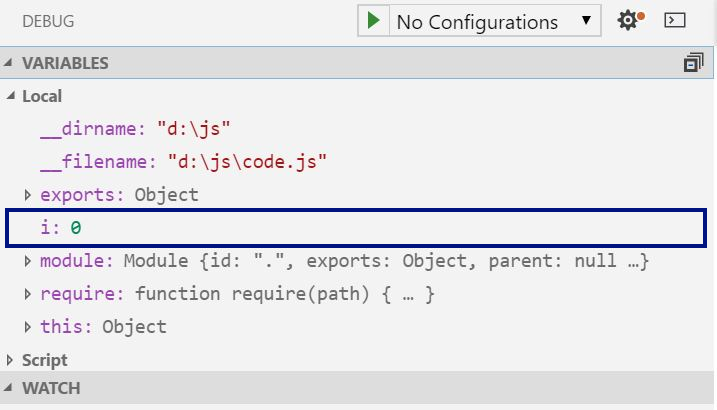 DEBUG No Configurations
VARIABLES
Local
__dirname: "d:\js"
__filename: "d:\js\code.js"
exports: Object
i: 0
module: Module {id: ".", exports: Object, parent: null …}
require: function require(path) { … }
this: Object
Script
WATCH